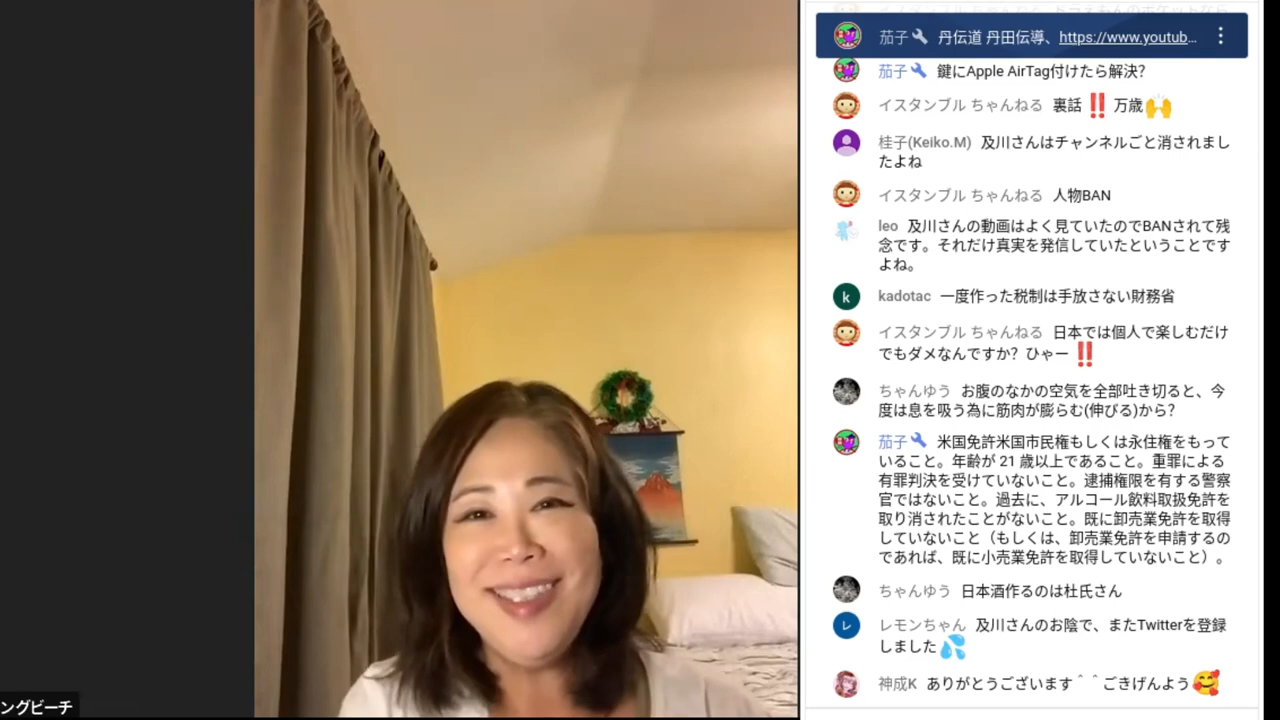 茄子 丹伝道 丹田伝導、https://www.youtub...
茄子 鍵にApple AirTag付けたら解決?
イスタンブル ちゃんねる 裏話‼️万歳🙌
桂子(Keiko.M) 及川さんはチャンネルごと消されまし
たよね
イスタンブル ちゃんねる 人物BAN
leo 及川さんの動画はよく見ていたのでBANされて残
念です。それだけ真実を発信していたということです
よね。
k
kadotac 一度作った税制は手放さない財務省
イスタンブル ちゃんねる 日本では個人で楽しむだけ
でもダメなんですか? ひゃー‼️
ちゃんゆう お腹のなかの空気を全部吐き切ると、今
度は息を吸う為に筋肉が膨らむ(伸びる)から?
茄子 米国免許米国市民権もしくは永住権をもって
いること。年齢が 21 歳以上であること。重罪による
有罪判決を受けていないこと。逮捕権限を有する警察
官ではないこと。過去に、アルコール飲料取扱免許を
取り消されたことがないこと。既に卸売業免許を取得
していないこと（もしくは、卸売業免許を申請するの
であれば、既に小売業免許を取得していないこと）。
ちゃんゆう 日本酒作るのは杜氏さん
レ
レモンちゃん 及川さんのお陰で、またTwitterを登録
しました💦
神成K ありがとうございます＾＾ごきげんよう🥰
ングビーチ